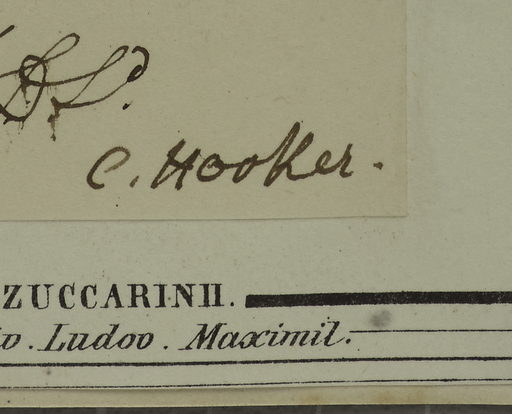 C. Hooker.
ZUCCARINII.
Ludov. Maximil.